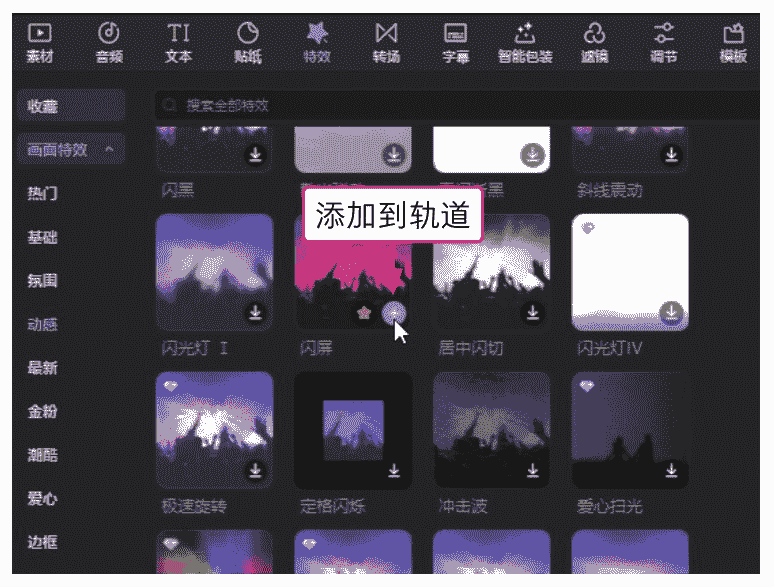 素材 音频 文本 贴纸 特效 转场 字幕 智能包装 滤镜 调节 模板
TI
收藏
搜索全部特效
画面特效
热门
基础
氛围
动感
最新
金粉
潮酷
爱心
边框
闪黑
黑
斜线震动
添加到轨道
闪光灯 I
闪屏
居中闪切
闪光灯IV
极速旋转
定格闪烁
冲击波
爱心扫光